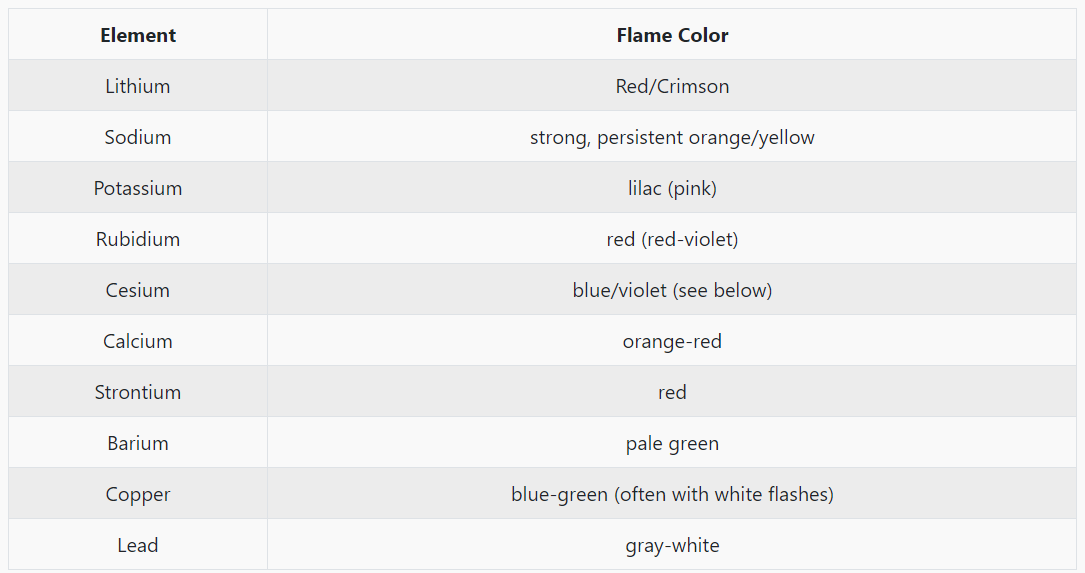 Element Flame Color
Lithium Red/Crimson
Sodium strong, persistent orange/yellow
Potassium lilac (pink)
Rubidium red (red-violet)
Cesium blue/violet (see below)
Calcium orange-red
Strontium red
Barium pale green
Copper blue-green (often with white flashes)
Lead gray-white